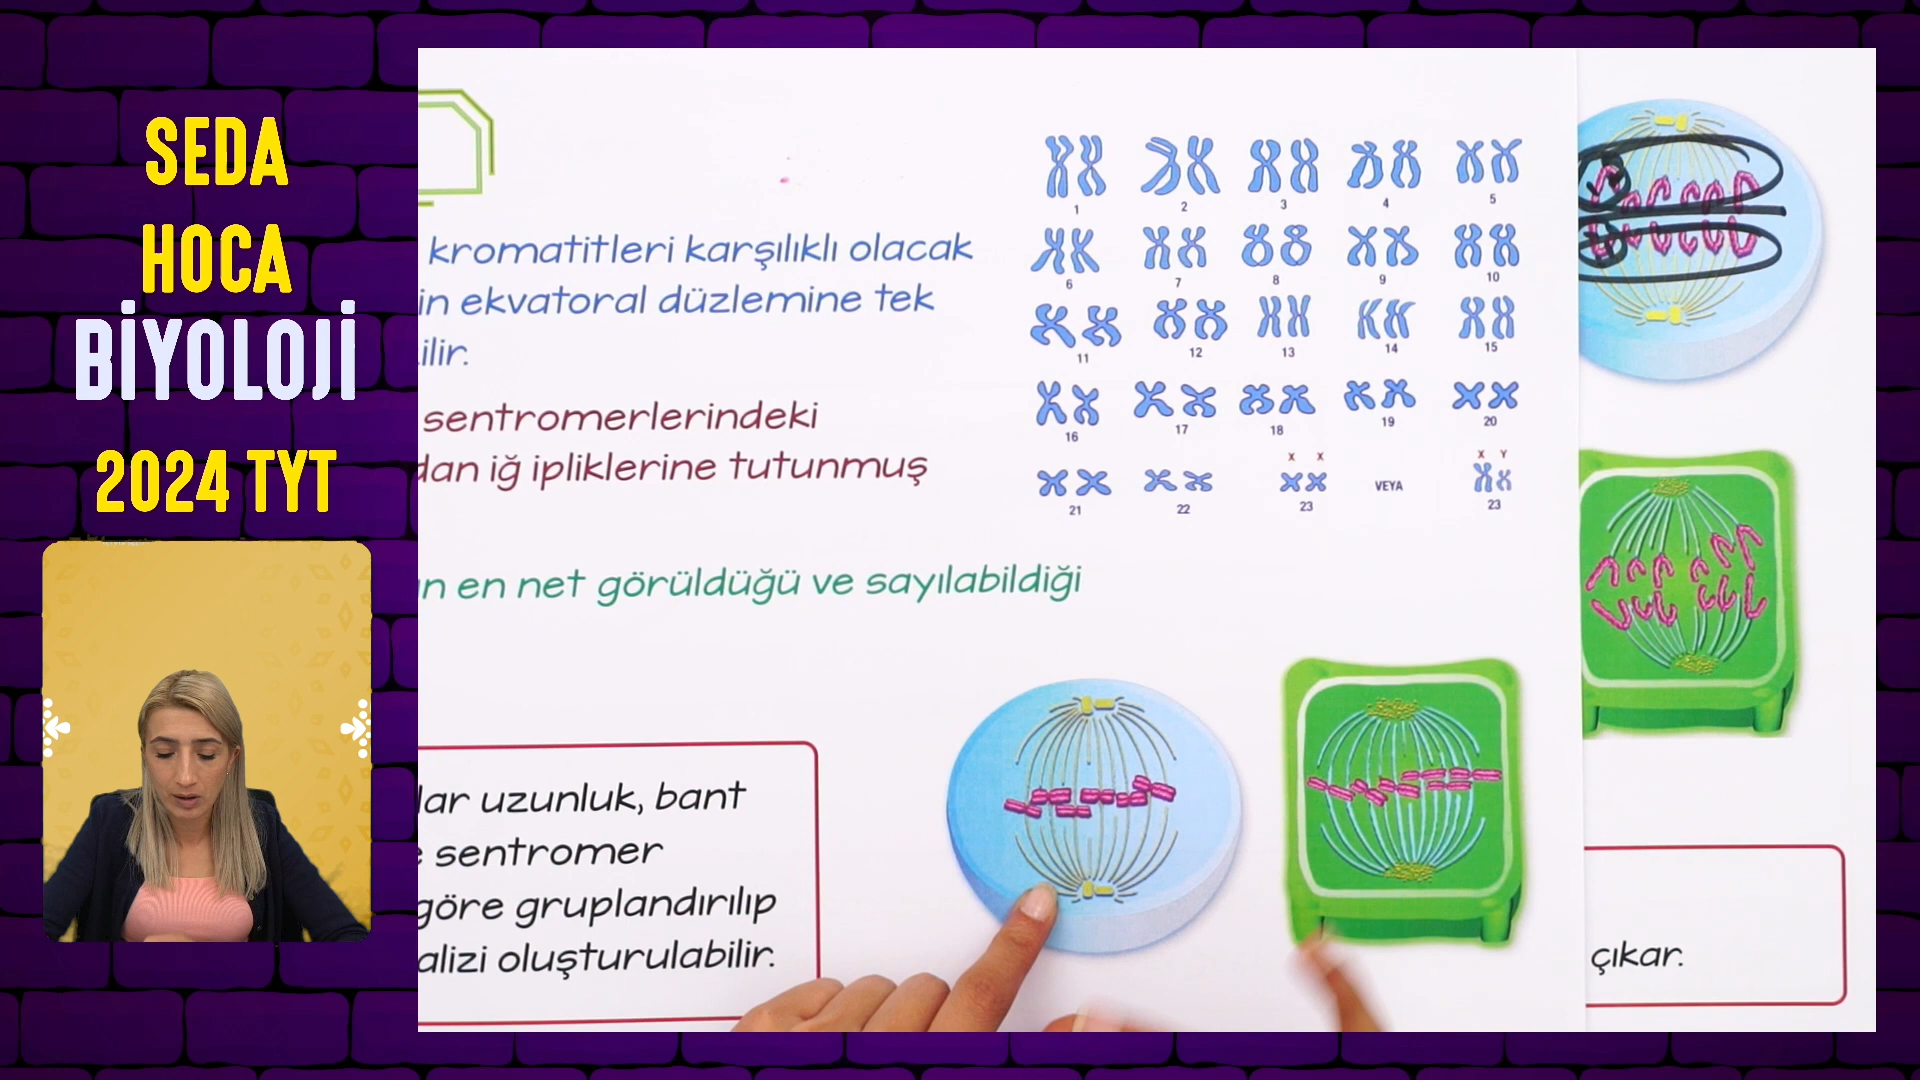 SEDA
HOCA
BİYOLOJİ
2024 TYT
kromatitleri karşılıklı olacak
in ekvatoral düzlemine tek
ilir.
sentromerlerindeki
dan iğ ipliklerine tutunmuş
n en net görüldüğü ve sayılabildiği
lar uzunluk, bant
e sentromer
göre gruplandırılıp
alizi oluşturulabilir.
1 2 3 4 5
6 7 8 9 10
11 12 13 14 15
16 17 18 19 20
X X X Y
21 22 23 VEYA 23
çıkar.